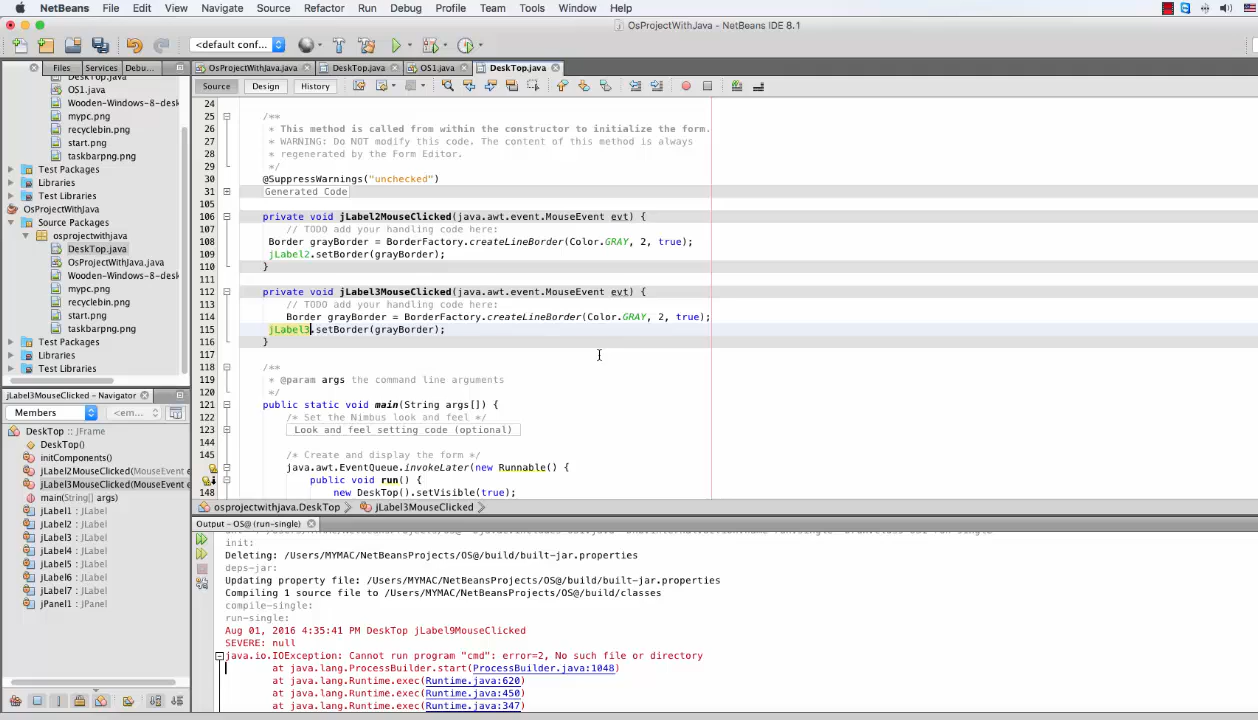 NetBeans File Edit View Navigate Source Refactor Run Debug Profile Team Tools Window Help
OsProjectWithJava - NetBeans IDE 8.1
<default conf...
Files Services Debu...
OsProjectWithJava.java DeskTop.java OS1.java DeskTop.java
Source Design History
DeskTop.java
OS1.java
Wooden-Windows-8-desk
mypc.png
recyclebin.png
start.png
taskbarpng.png
Test Packages
Libraries
Test Libraries
OsProjectWithJava
Source Packages
osprojectwithjava
DeskTop.java
OsProjectWithJava.java
Wooden-Windows-8-des
mypc.png
recyclebin.png
start.png
taskbarpng.png
Test Packages
Libraries
Test Libraries
jLabel3MouseClicked - Navigator
Members <em...
DeskTop :: JFrame
DeskTop()
initComponents()
jLabel2MouseClicked(MouseEvent e
jLabel3MouseClicked(MouseEvent e
main(String[] args)
jLabel1 : JLabel
jLabel2 : JLabel
jLabel3 : JLabel
jLabel4 : JLabel
jLabel5 : JLabel
jLabel6 : JLabel
jLabel7 : JLabel
jPanel1 : JPanel
24
25 /**
26 * This method is called from within the constructor to initialize the form.
27 * WARNING: Do NOT modify this code. The content of this method is always
28 * regenerated by the Form Editor.
29 */
30 @SuppressWarnings("unchecked")
31 Generated Code
105
106 private void jLabel2MouseClicked(java.awt.event.MouseEvent evt) {
107 // TODO add your handling code here:
108 Border grayBorder = BorderFactory.createLineBorder(Color.GRAY, 2, true);
109 jLabel2.setBorder(grayBorder);
110 }
111
112 private void jLabel3MouseClicked(java.awt.event.MouseEvent evt) {
113 // TODO add your handling code here:
114 Border grayBorder = BorderFactory.createLineBorder(Color.GRAY, 2, true);
115 jLabel3.setBorder(grayBorder);
116 }
117
118 /**
119 * @param args the command line arguments
120 */
121 public static void main(String args[]) {
122 /* Set the Nimbus look and feel */
123 Look and feel setting code (optional)
144
145 /* Create and display the form */
java.awt.EventQueue.invokeLater(new Runnable() {
public void run() {
148 new DeskTop().setVisible(true);
osprojectwithjava.DeskTop jLabel3MouseClicked
Output - OS@ (run-single)
init:
Deleting: /Users/MYMAC/NetBeansProjects/OS@/build/built-jar.properties
deps-jar:
Updating property file: /Users/MYMAC/NetBeansProjects/OS@/build/built-jar.properties
Compiling 1 source file to /Users/MYMAC/NetBeansProjects/OS@/build/classes
compile-single:
run-single:
Aug 01, 2016 4:35:41 PM DeskTop jLabel9MouseClicked
SEVERE: null
java.io.IOException: Cannot run program "cmd": error=2, No such file or directory
at java.lang.ProcessBuilder.start(ProcessBuilder.java:1048)
at java.lang.Runtime.exec(Runtime.java:620)
at java.lang.Runtime.exec(Runtime.java:450)
at java.lang.Runtime.exec(Runtime.java:347)